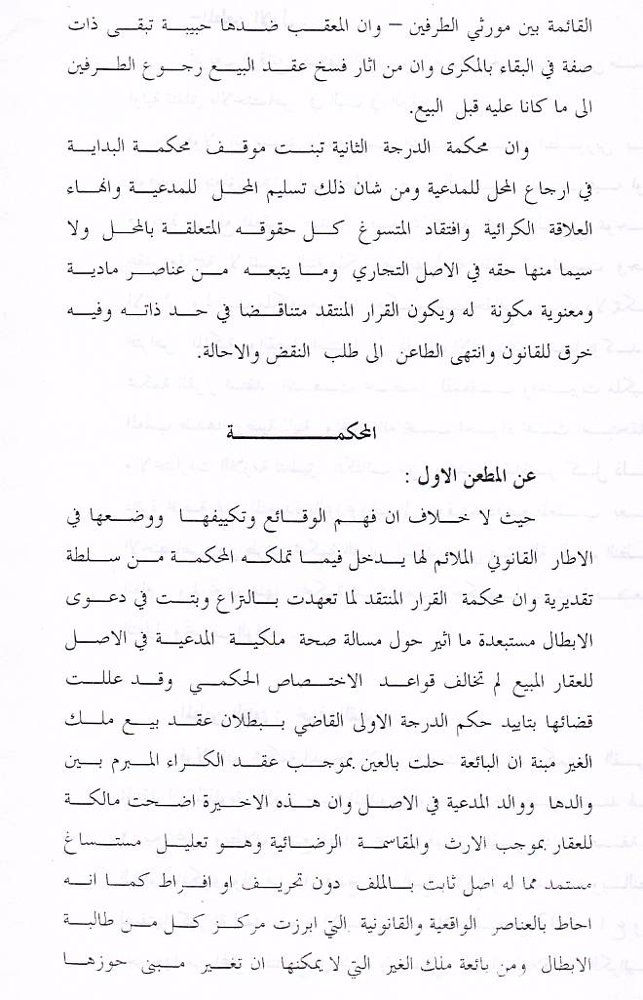 القائمة بين مورثي الطرفين – وان المعقب ضدها حبيبة تبقى ذات
صفة في البقاء بالمكرى وان من اثار فسخ عقد البيع رجوع الطرفين
الى ما كانا عليه قبل البيع.
وان محكمة الدرجة الثانية تبنت موقف محكمة البداية
في ارجاع المحل للمدعية ومن شان ذلك تسليم المحل للمدعية وانهاء
العلاقة الكرائية وافتقاد المتسوغ كل حقوقه المتعلقة بالمحل ولا
سيما منها حقه في الاصل التجاري وما يتبعه من عناصر مادية
ومعنوية مكونة له ويكون القرار المنتقد متناقضا في حد ذاته وفيه
خرق للقانون وانتهى الطاعن الى طلب النقض والاحالة.
المحكمة
عن المطعن الاول :
حيث لا خلاف ان فهم الوقائع وتكييفها ووضعها في
الاطار القانوني الملائم لها يدخل فيما تملكه المحكمة من سلطة
تقديرية وان محكمة القرار المنتقد لما تعهدت بالتزاع وبتت في دعوى
الابطال مستبعدة ما اثير حول مسالة صحة ملكية المدعية في الاصل
للعقار المبيع لم تخالف قواعد الاختصاص الحكمي وقد عللت
قضائها بتاييد حكم الدرجة الاولى القاضي ببطلان عقد بيع ملك
الغير مبنة ان البائعة حلت بالعين بموجب عقد الكراء المبرم بين
والدها ووالد المدعية في الاصل وان هذه الاخيرة اضحت مالكة
للعقار بموجب الارث والمقاسمة الرضائية وهو تعليل مستساغ
مستمد مما له اصل ثابت بالملف دون تحريف او افراط كما انه
احاط بالعناصر الواقعية والقانونية التي ابرزت مركز كل من طالبة
الابطال ومن بائعة ملك الغير التي لا يمكنها ان تغير مبنى حوزها